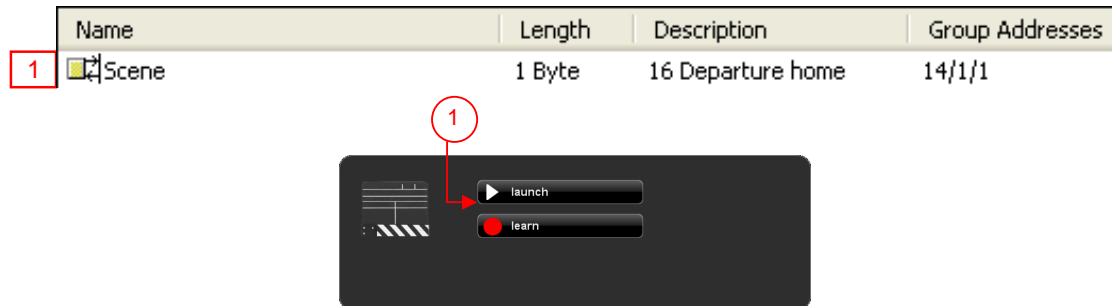 Name Length Description Group Addresses
1 Scene 1 Byte 16 Departure home 14/1/1
1
launch
learn